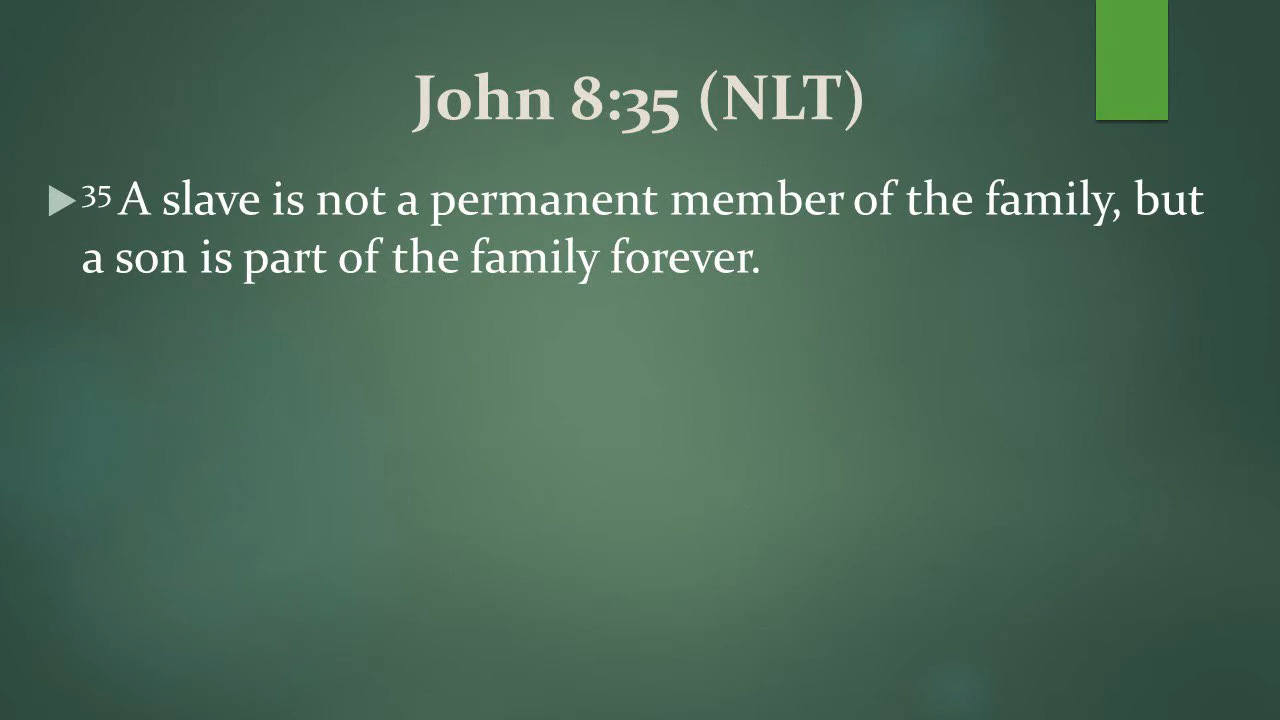 John 8:35 (NLT)
35 A slave is not a permanent member of the family, but
a son is part of the family forever.